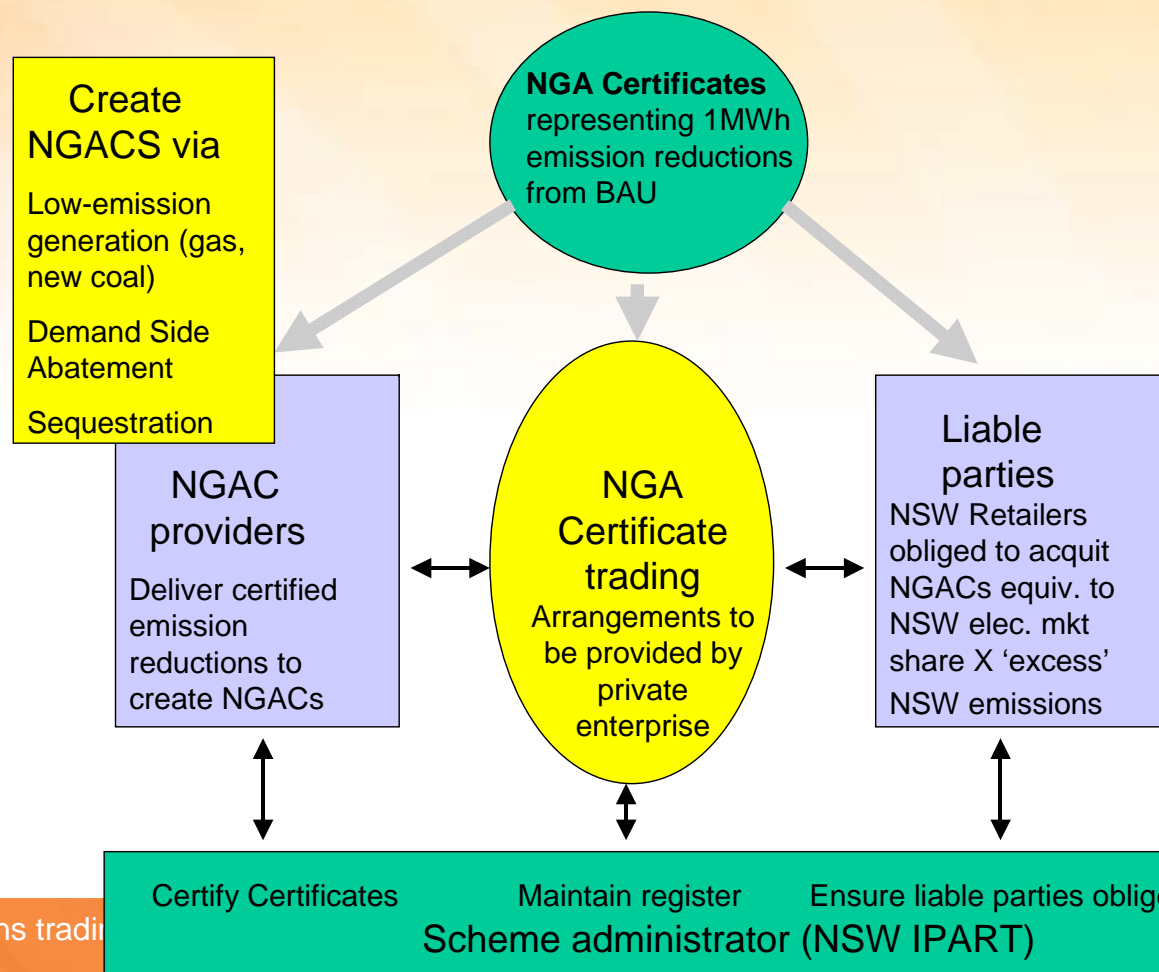 Create
NGACS via
Low-emission
generation (gas,
new coal)
Demand Side
Abatement
Sequestration
NGA Certificates
representing 1MWh
emission reductions
from BAU
NGAC
providers
Deliver certified
emission
reductions to
create NGACs
NGA
Certificate
trading
Arrangements to
be provided by
private
enterprise
Liable
parties
NSW Retailers
obliged to acquit
NGACs equiv. to
NSW elec. mkt
share X ‘excess’
NSW emissions
Certify Certificates
Maintain register
Ensure liable parties
Scheme administrator (NSW IPART)